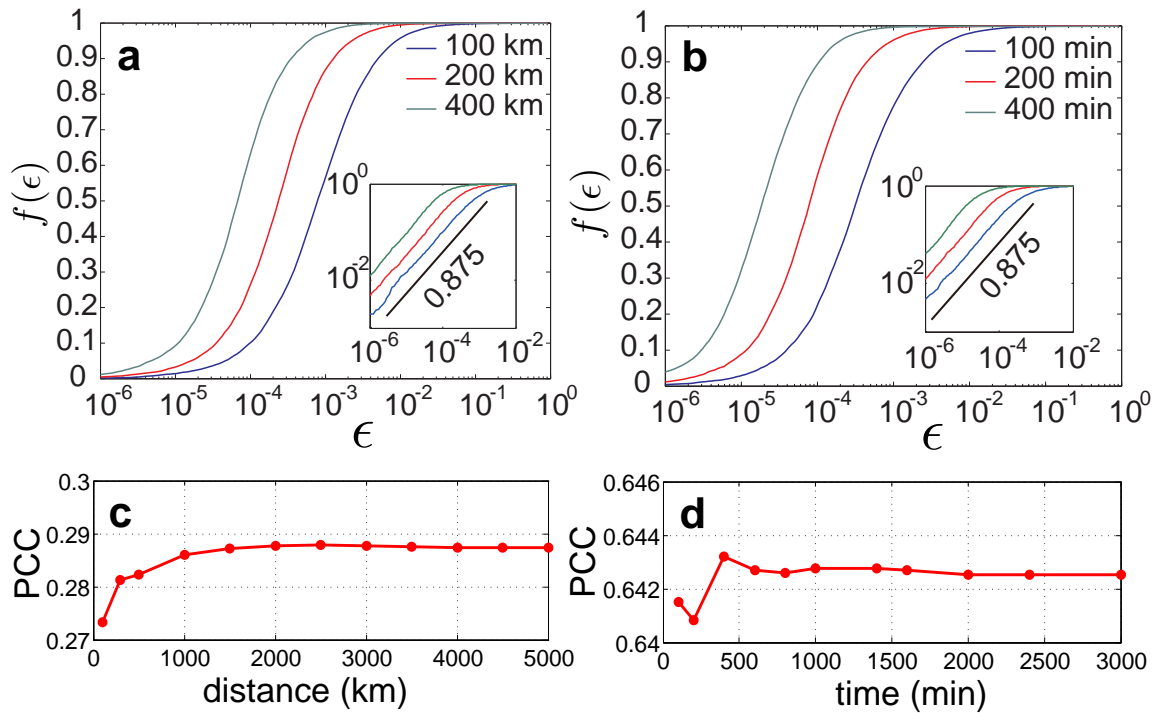 a
1
0.9
0.8
0.7
0.6
0.5
0.4
0.3
0.2
0.1
0
f(ϵ)
100 km
200 km
400 km
10^0
10^-2
0.875
10^-6 10^-4 10^-2
10^-6 10^-5 10^-4 10^-3 10^-2 10^-1 10^0
ϵ
b
1
0.9
0.8
0.7
0.6
0.5
0.4
0.3
0.2
0.1
0
f(ϵ)
100 min
200 min
400 min
10^0
10^-2
0.875
10^-6 10^-4 10^-2
10^-6 10^-5 10^-4 10^-3 10^-2 10^-1 10^0
ϵ
c
0.3
0.29
0.28
0.27
PCC
0 1000 2000 3000 4000 5000
distance (km)
d
0.646
0.644
0.642
0.64
PCC
0 500 1000 1500 2000 2500 3000
time (min)